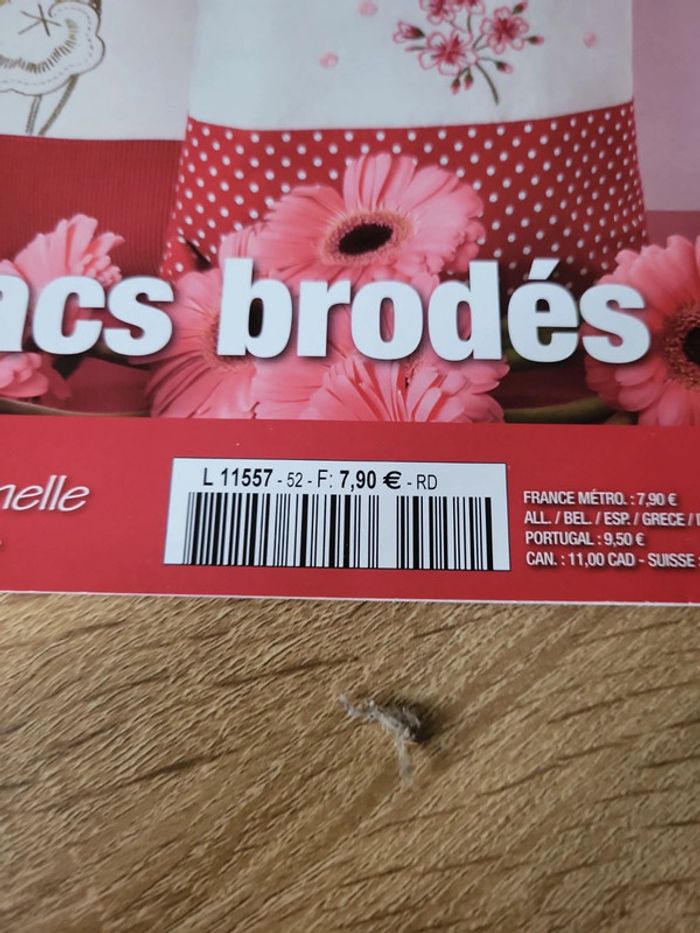 acs brodés
nelle
L 11557 - 52 - F: 7,90 € - RD
FRANCE MÉTRO. : 7,90 €
ALL. / BEL. / ESP. / GRECE /
PORTUGAL : 9,50 €
CAN. : 11,00 CAD - SUISSE